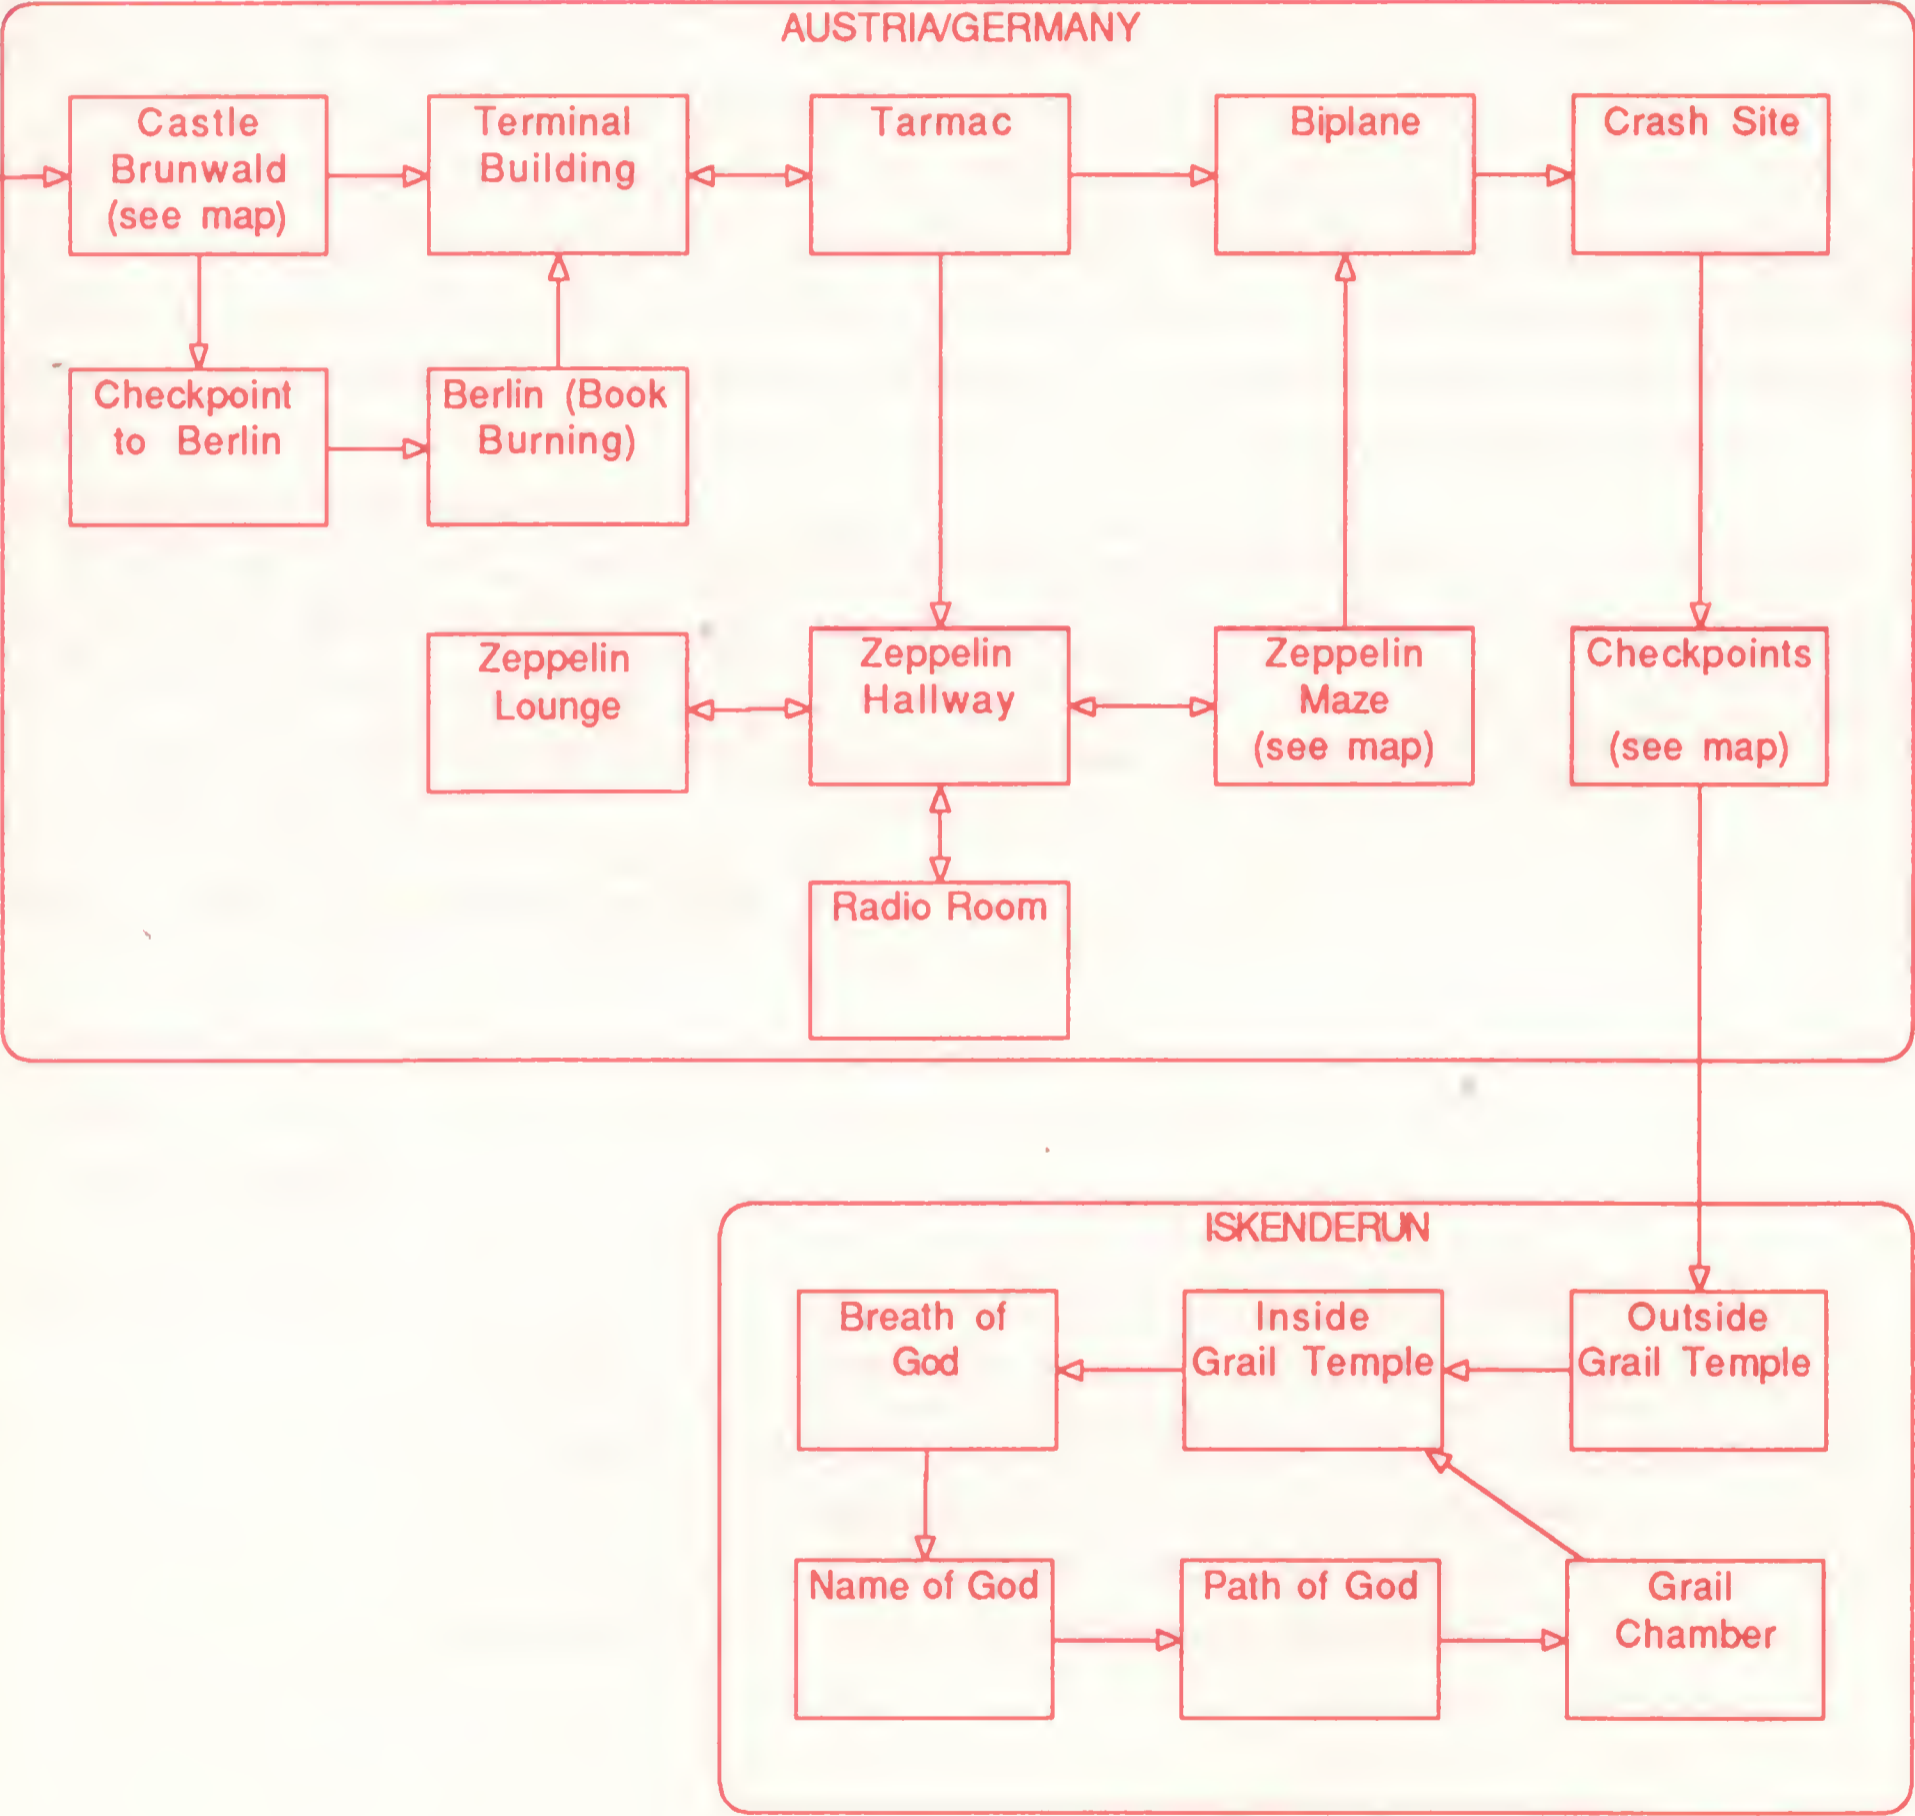 AUSTRIA/GERMANY
Castle
Brunwald
(see map)
Terminal
Building
Tarmac
Biplane
Crash Site
Checkpoint
to Berlin
Berlin (Book
Burning)
Zeppelin
Lounge
Zeppelin
Hallway
Zeppelin
Maze
(see map)
Checkpoints
(see map)
Radio Room
ISKENDERUN
Breath of
God
Inside
Grail Temple
Outside
Grail Temple
Name of God
Path of God
Grail
Chamber